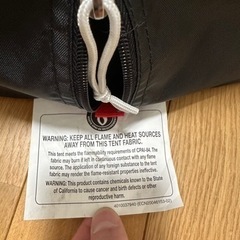 WARNING: KEEP ALL FLAME AND HEAT SOURCES
AWAY FROM THIS TENT FABRIC.
This tent meets the flammability requirements of CPAI-84. The
fabric may burn if left in continuous contact with any flame
source. The application of any foreign substance to the tent
fabric may render the flame-resistant properties ineffective.
WARNING: This product contains chemicals known to the State
of California to cause cancer and birth defects or other
reproductive harm.